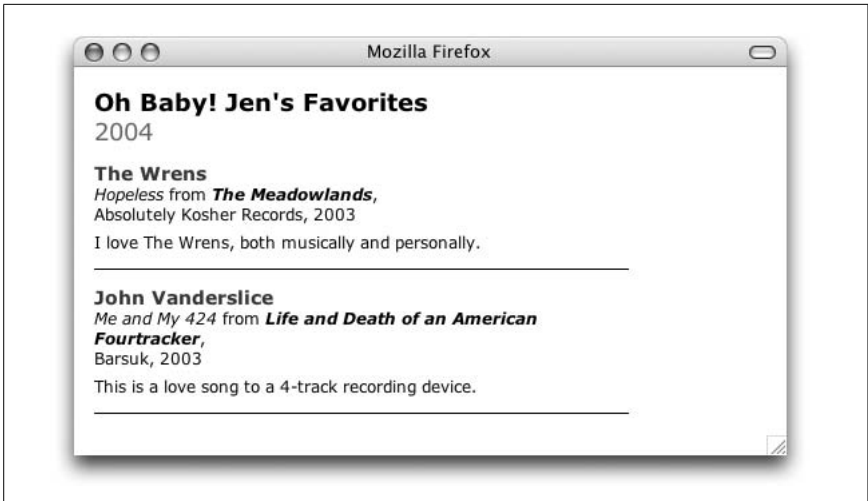 Mozilla Firefox
Oh Baby! Jen's Favorites
2004
The Wrens
Hopeless from The Meadowlands,
Absolutely Kosher Records, 2003
I love The Wrens, both musically and personally.
John Vanderslice
Me and My 424 from Life and Death of an American
Fourtracker,
Barsuk, 2003
This is a love song to a 4-track recording device.